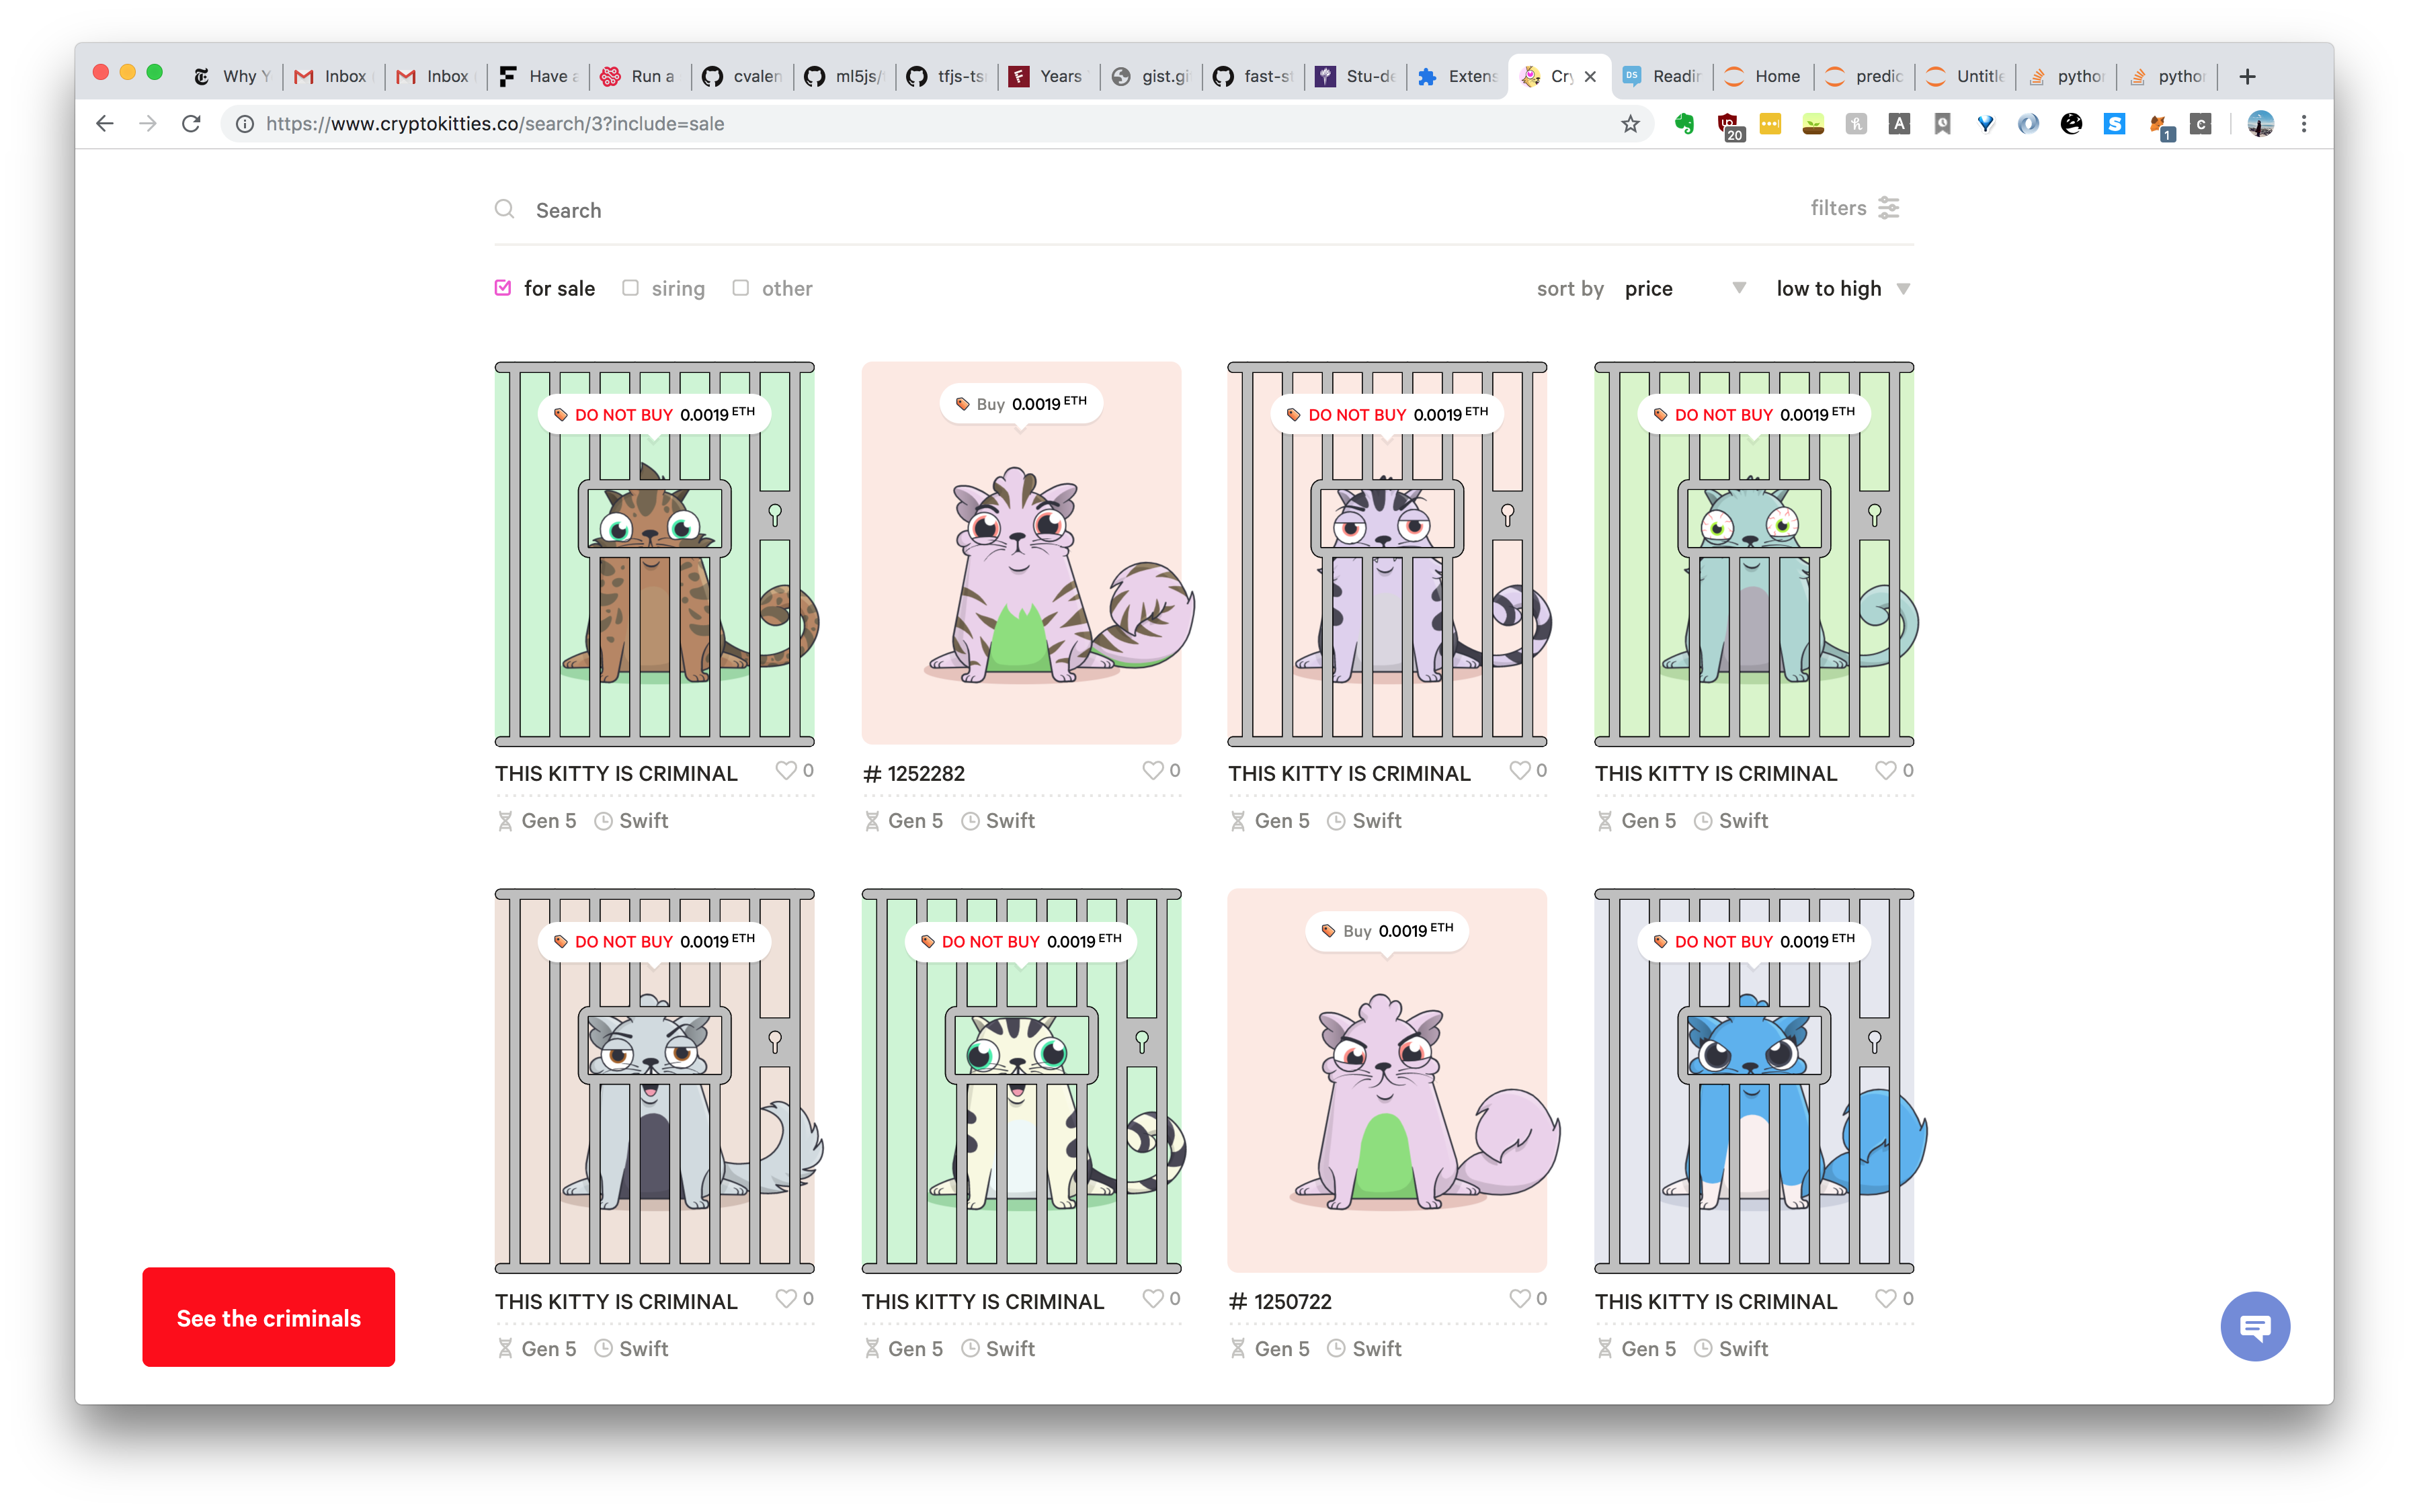 Why Y Inbox Inbox Have a Run a cvalen ml5js/ tfjs-ts Years gist.gi fast-s Stu-de Extens Cry Readin Home predic Untitle python python
https://www.cryptokitties.co/search/3?include=sale
20 A S 1 C
Search filters
for sale siring other sort by price low to high
DO NOT BUY 0.0019 ETH Buy 0.0019 ETH DO NOT BUY 0.0019 ETH DO NOT BUY 0.0019 ETH
THIS KITTY IS CRIMINAL 0 # 1252282 0 THIS KITTY IS CRIMINAL 0 THIS KITTY IS CRIMINAL 0
Gen 5 Swift Gen 5 Swift Gen 5 Swift Gen 5 Swift
DO NOT BUY 0.0019 ETH DO NOT BUY 0.0019 ETH Buy 0.0019 ETH DO NOT BUY 0.0019 ETH
THIS KITTY IS CRIMINAL 0 THIS KITTY IS CRIMINAL 0 # 1250722 0 THIS KITTY IS CRIMINAL 0
Gen 5 Swift Gen 5 Swift Gen 5 Swift Gen 5 Swift
See the criminals